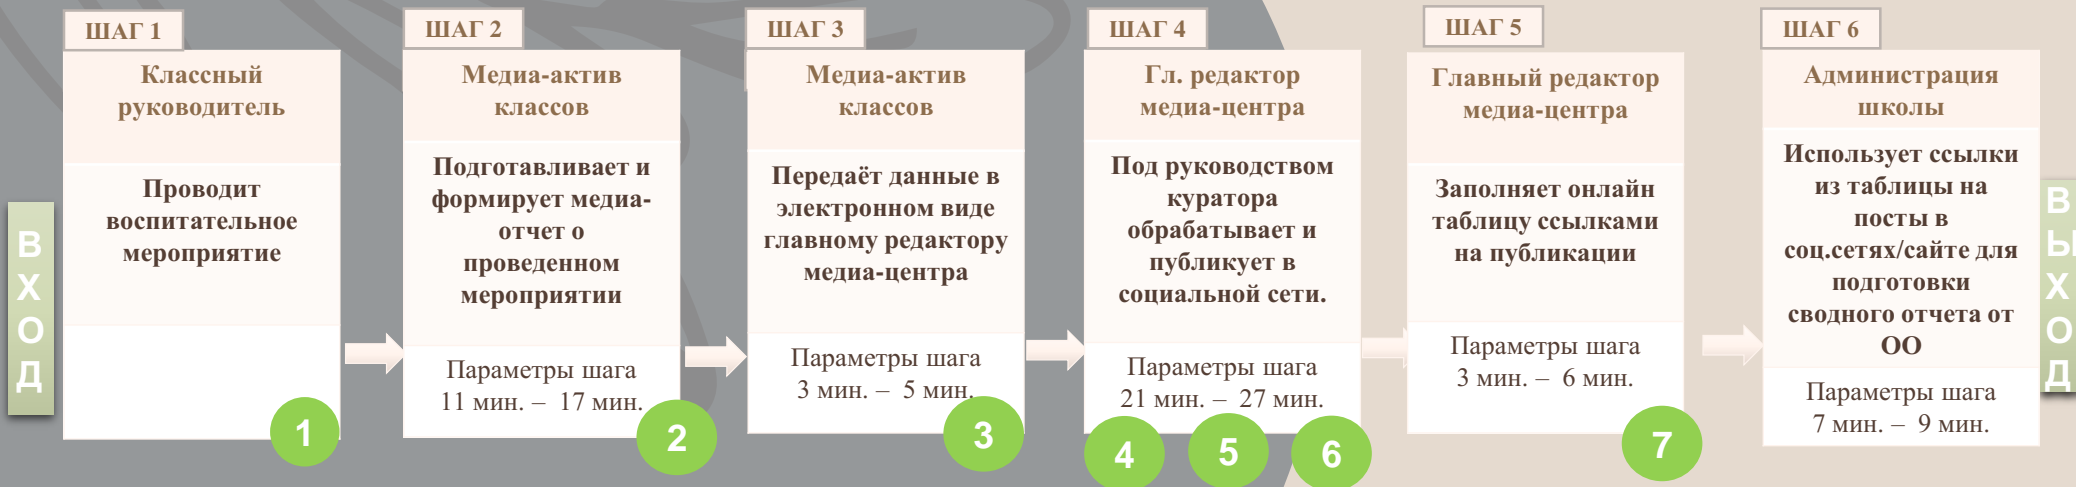 ВХОД
ШАГ 1
Классный
руководитель
Проводит
воспитательное
мероприятие
1
ШАГ 2
Медиа-актив
классов
Подготавливает и
формирует медиа-
отчет о
проведенном
мероприятии
Параметры шага
11 мин. – 17 мин.
2
ШАГ 3
Медиа-актив
классов
Передаёт данные в
электронном виде
главному редактору
медиа-центра
Параметры шага
3 мин. – 5 мин.
3
ШАГ 4
Гл. редактор
медиа-центра
Под руководством
куратора
обрабатывает и
публикует в
социальной сети.
Параметры шага
21 мин. – 27 мин.
4
5
6
ШАГ 5
Главный редактор
медиа-центра
Заполняет онлайн
таблицу ссылками
на публикации
Параметры шага
3 мин. – 6 мин.
7
ШАГ 6
Администрация
школы
Использует ссылки
из таблицы на
посты в
соц.сетях/сайте для
подготовки
сводного отчета от
ОО
Параметры шага
7 мин. – 9 мин.
ВЫХОД